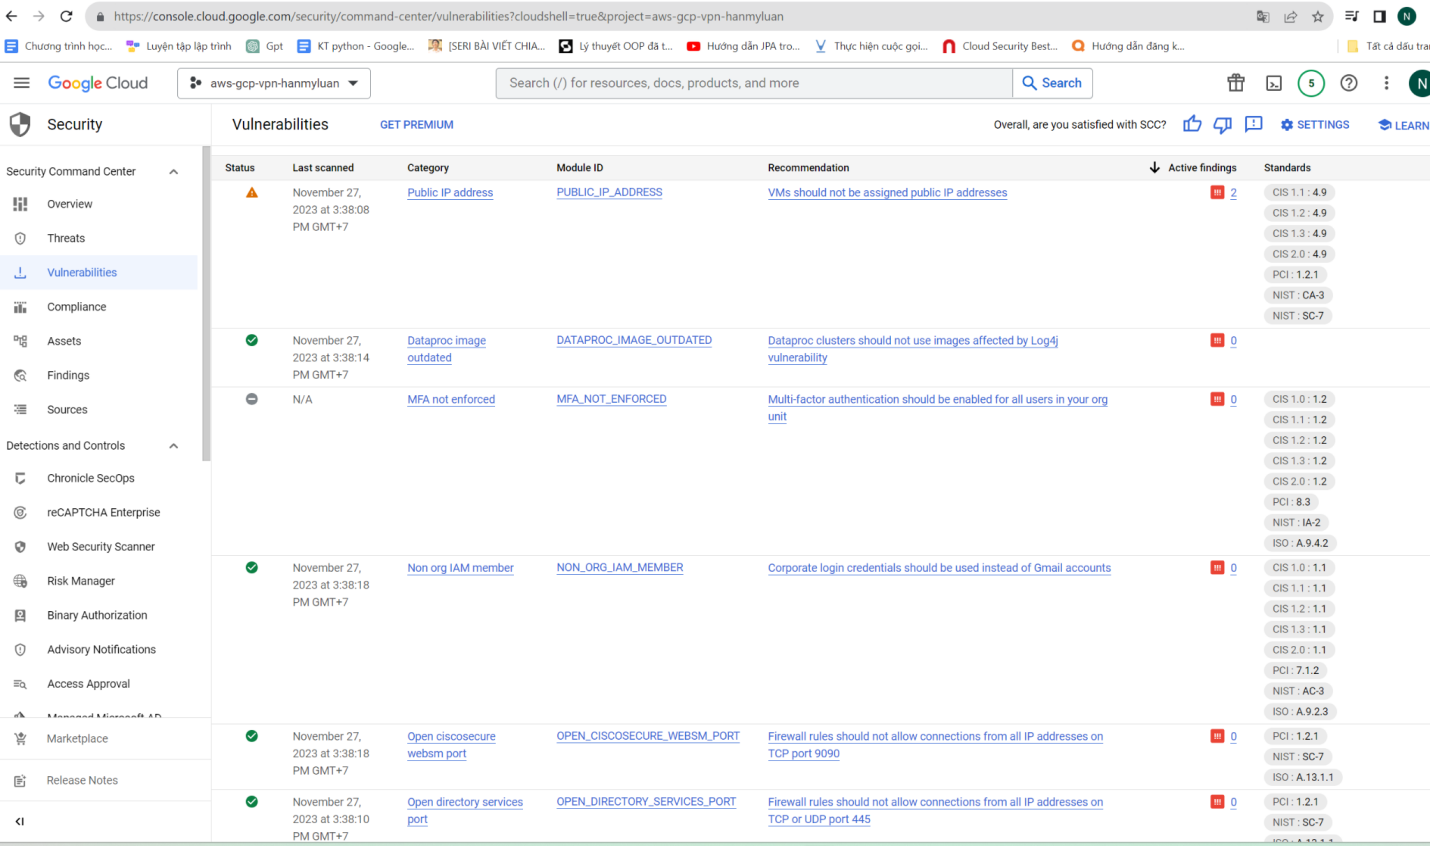 https://console.cloud.google.com/security/command-center/vulnerabilities?cloudshell=true&project=aws-gcp-vpn-hanmyluan
N
Chương trình học...
Luyện tập lập trình
Gpt
KT python - Google...
[SERI BÀI VIẾT CHIA...
Lý thuyết OOP đã t...
Hướng dẫn JPA tro...
Thực hiện cuộc gọi...
Cloud Security Best...
Hướng dẫn đăng k...
Tất cả dấu tra
Google Cloud
aws-gcp-vpn-hanmyluan
Search (/) for resources, docs, products, and more
Search
5
N
Security
Vulnerabilities
GET PREMIUM
Overall, are you satisfied with SCC?
SETTINGS
LEARN
Security Command Center
Overview
Threats
Vulnerabilities
Compliance
Assets
Findings
Sources
Detections and Controls
Chronicle SecOps
reCAPTCHA Enterprise
Web Security Scanner
Risk Manager
Binary Authorization
Advisory Notifications
Access Approval
Managed Microsoft AD
Marketplace
Release Notes
Status
Last scanned
Category
Module ID
Recommendation
Active findings
Standards
November 27,
2023 at 3:38:08
PM GMT+7
Public IP address
PUBLIC_IP_ADDRESS
VMs should not be assigned public IP addresses
2
CIS 1.1 : 4.9
CIS 1.2 : 4.9
CIS 1.3 : 4.9
CIS 2.0 : 4.9
PCI : 1.2.1
NIST : CA-3
NIST : SC-7
November 27,
2023 at 3:38:14
PM GMT+7
Dataproc image
outdated
DATAPROC_IMAGE_OUTDATED
Dataproc clusters should not use images affected by Log4j
vulnerability
0
N/A
MFA not enforced
MFA_NOT_ENFORCED
Multi-factor authentication should be enabled for all users in your org
unit
0
CIS 1.0 : 1.2
CIS 1.1 : 1.2
CIS 1.2 : 1.2
CIS 1.3 : 1.2
CIS 2.0 : 1.2
PCI : 8.3
NIST : IA-2
ISO : A.9.4.2
November 27,
2023 at 3:38:18
PM GMT+7
Non org IAM member
NON_ORG_IAM_MEMBER
Corporate login credentials should be used instead of Gmail accounts
0
CIS 1.0 : 1.1
CIS 1.1 : 1.1
CIS 1.2 : 1.1
CIS 1.3 : 1.1
CIS 2.0 : 1.1
PCI : 7.1.2
NIST : AC-3
ISO : A.9.2.3
November 27,
2023 at 3:38:18
PM GMT+7
Open ciscosecure
websm port
OPEN_CISCOSECURE_WEBSM_PORT
Firewall rules should not allow connections from all IP addresses on
TCP port 9090
0
PCI : 1.2.1
NIST : SC-7
ISO : A.13.1.1
November 27,
2023 at 3:38:10
PM GMT+7
Open directory services
port
OPEN_DIRECTORY_SERVICES_PORT
Firewall rules should not allow connections from all IP addresses on
TCP or UDP port 445
0
PCI : 1.2.1
NIST : SC-7
ISO : A.13.1.1